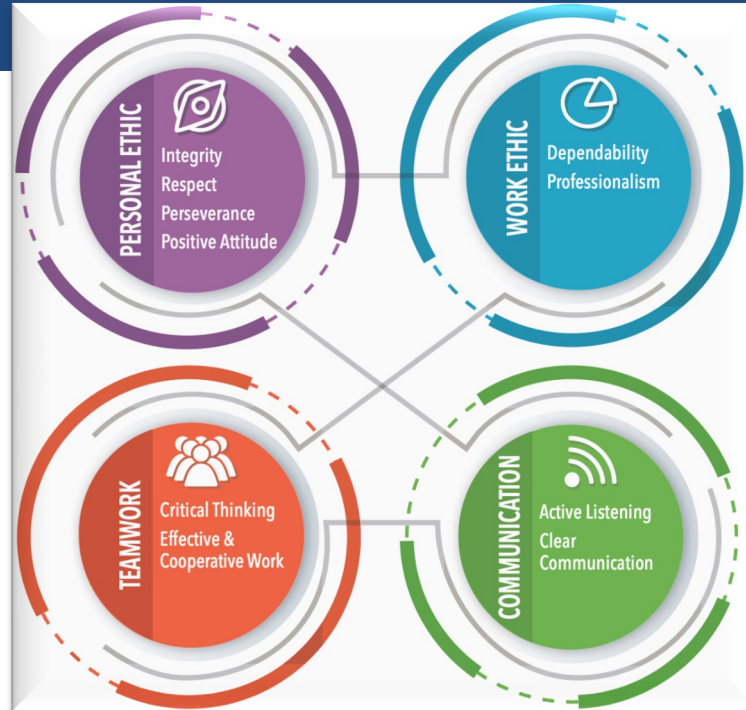 PERSONAL ETHIC
Integrity
Respect
Perseverance
Positive Attitude
WORK ETHIC
Dependability
Professionalism
TEAMWORK
Critical Thinking
Effective &
Cooperative Work
COMMUNICATION
Active Listening
Clear
Communication